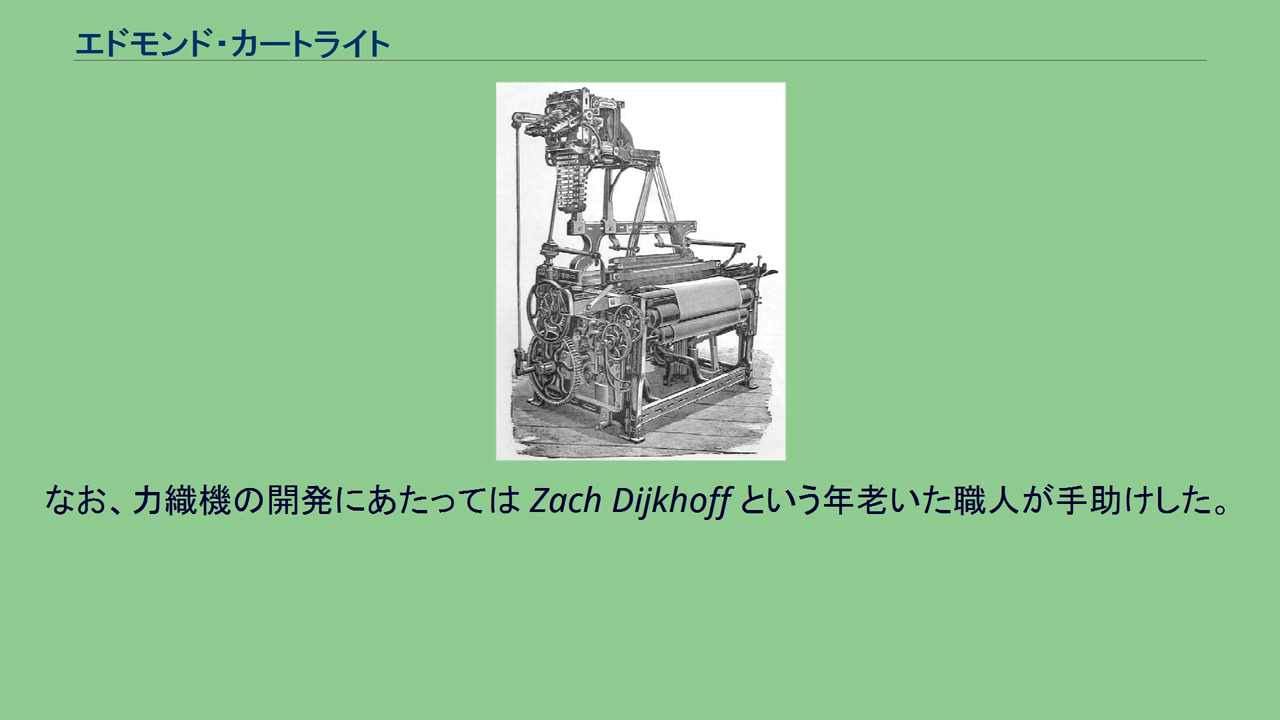 エドモンド・カートライト
なお、力織機の開発にあたっては Zach Dijkhoff という年老いた職人が手助けした。